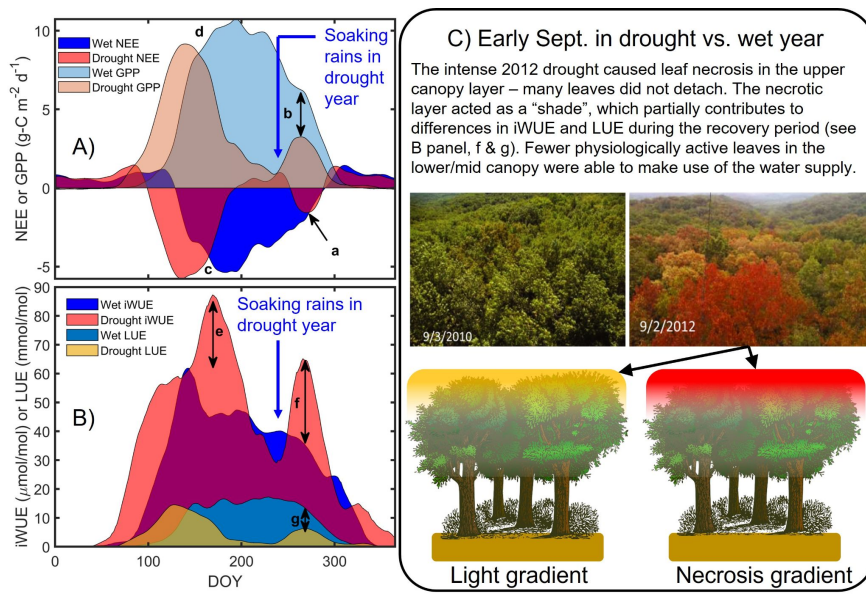 A)
NEE or GPP (g-C m⁻² d⁻¹)
10
5
0
-5
Wet NEE
Drought NEE
Wet GPP
Drought GPP
d
Soaking
rains in
drought
year
b
a
c
B)
iWUE (μmol/mol) or LUE (mmol/mol)
90
80
70
60
50
40
30
20
10
0
Wet iWUE
Drought iWUE
Wet LUE
Drought LUE
Soaking rains in
drought year
e
f
g
0 100 200 300
DOY
C) Early Sept. in drought vs. wet year
The intense 2012 drought caused leaf necrosis in the upper
canopy layer – many leaves did not detach. The necrotic
layer acted as a “shade”, which partially contributes to
differences in iWUE and LUE during the recovery period (see
B panel, f & g). Fewer physiologically active leaves in the
lower/mid canopy were able to make use of the water supply.
9/3/2010
9/2/2012
Light gradient
Necrosis gradient